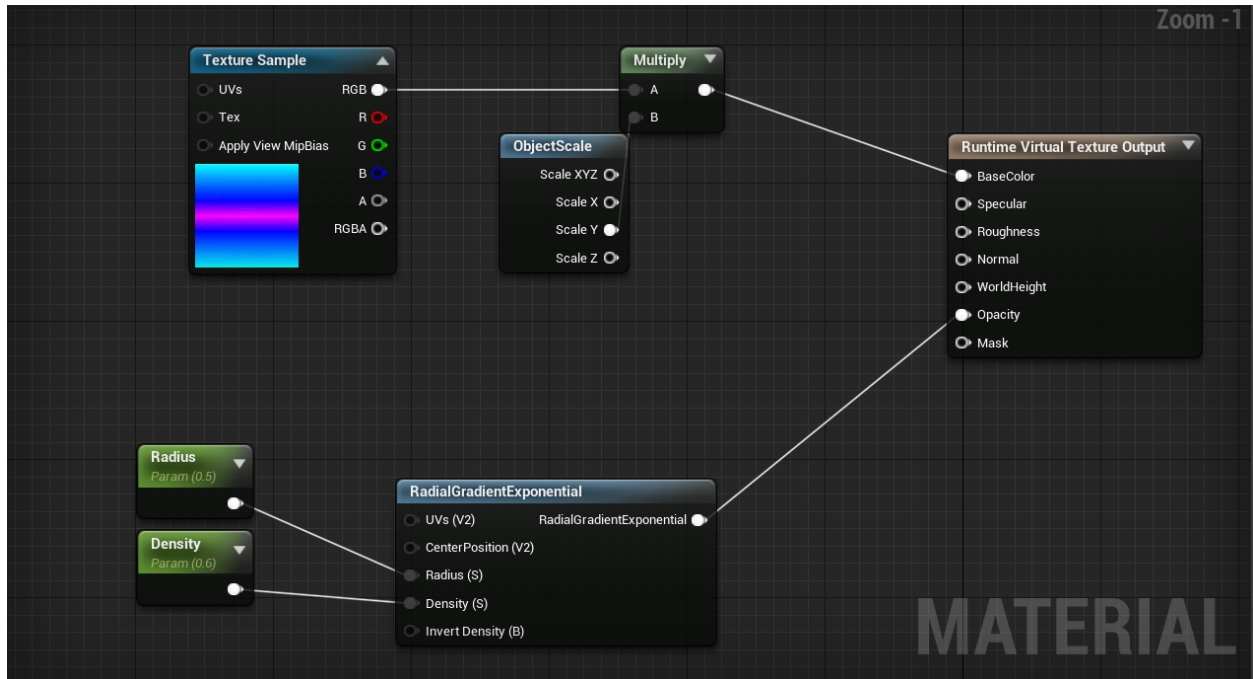 Zoom -1
Texture Sample
UVs RGB
Tex R
Apply View MipBias G
B
A
RGBA
Multiply
A
B
ObjectScale
Scale XYZ
Scale X
Scale Y
Scale Z
Runtime Virtual Texture Output
BaseColor
Specular
Roughness
Normal
WorldHeight
Opacity
Mask
Radius
Param (0.5)
Density
Param (0.6)
RadialGradientExponential
UVs (V2) RadialGradientExponential
CenterPosition (V2)
Radius (S)
Density (S)
Invert Density (B)
MATERIAL